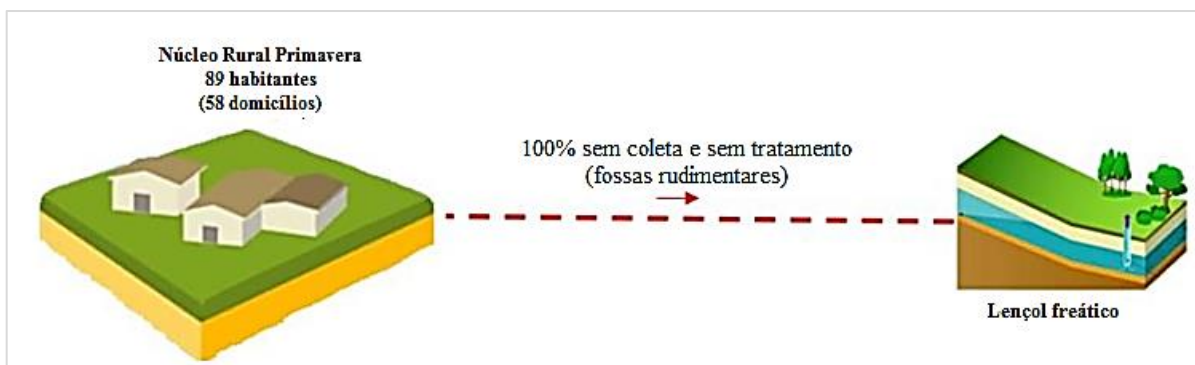 Núcleo Rural Primavera
89 habitantes
(58 domicílios)
100% sem coleta e sem tratamento
(fossas rudimentares)
Lençol freático